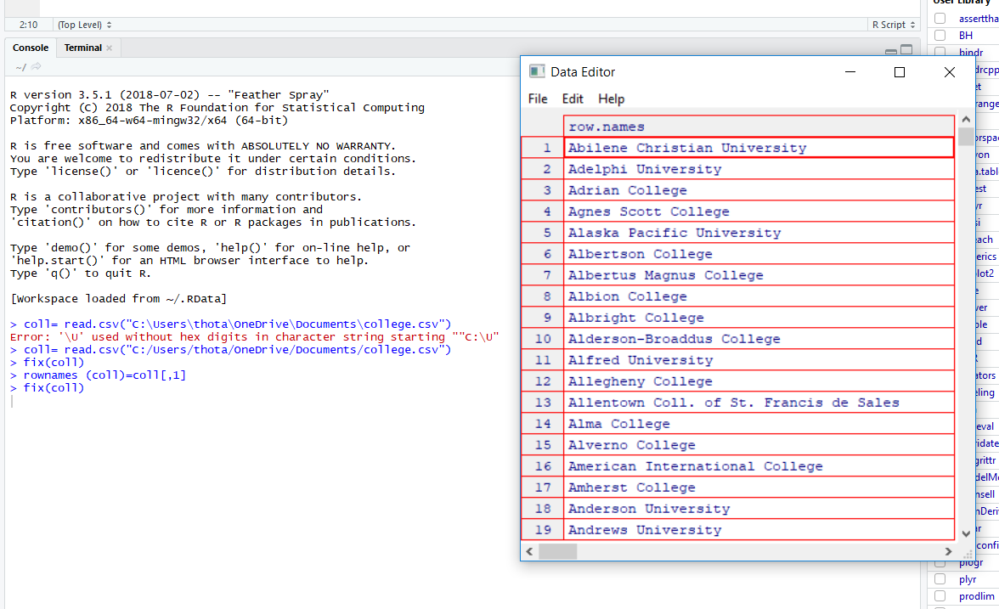 User Library
2:10 (Top Level) R Script
Console Terminal
~/
R version 3.5.1 (2018-07-02) -- "Feather Spray"
Copyright (C) 2018 The R Foundation for Statistical Computing
Platform: x86_64-w64-mingw32/x64 (64-bit)
R is free software and comes with ABSOLUTELY NO WARRANTY.
You are welcome to redistribute it under certain conditions.
Type 'license()' or 'licence()' for distribution details.
R is a collaborative project with many contributors.
Type 'contributors()' for more information and
'citation()' on how to cite R or R packages in publications.
Type 'demo()' for some demos, 'help()' for on-line help, or
'help.start()' for an HTML browser interface to help.
Type 'q()' to quit R.
[Workspace loaded from ~/.RData]
> coll= read.csv("C:\Users\thota\OneDrive\Documents\college.csv")
Error: '\U' used without hex digits in character string starting ""C:\U"
> coll= read.csv("C:/Users/thota/OneDrive/Documents/college.csv")
> fix(coll)
> rownames (coll)=coll[,1]
> fix(coll)
Data Editor
File Edit Help
row.names
1 Abilene Christian University
2 Adelphi University
3 Adrian College
4 Agnes Scott College
5 Alaska Pacific University
6 Albertson College
7 Albertus Magnus College
8 Albion College
9 Albright College
10 Alderson-Broaddus College
11 Alfred University
12 Allegheny College
13 Allentown Coll. of St. Francis de Sales
14 Alma College
15 Alverno College
16 American International College
17 Amherst College
18 Anderson University
19 Andrews University
asserttha
BH
bindr
plogr
plyr
prodlim